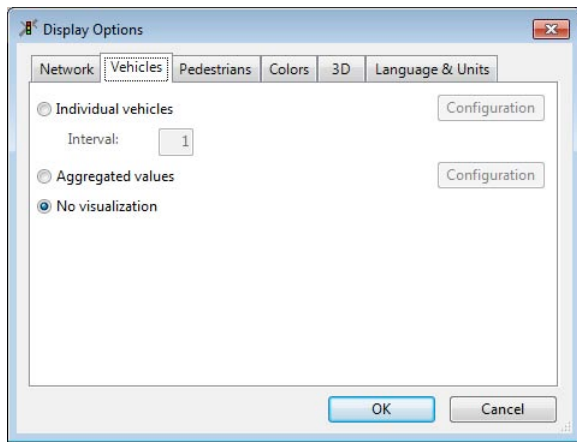 Display Options
Network Vehicles Pedestrians Colors 3D Language & Units
Individual vehicles Configuration
Interval: 1
Aggregated values Configuration
No visualization
OK Cancel